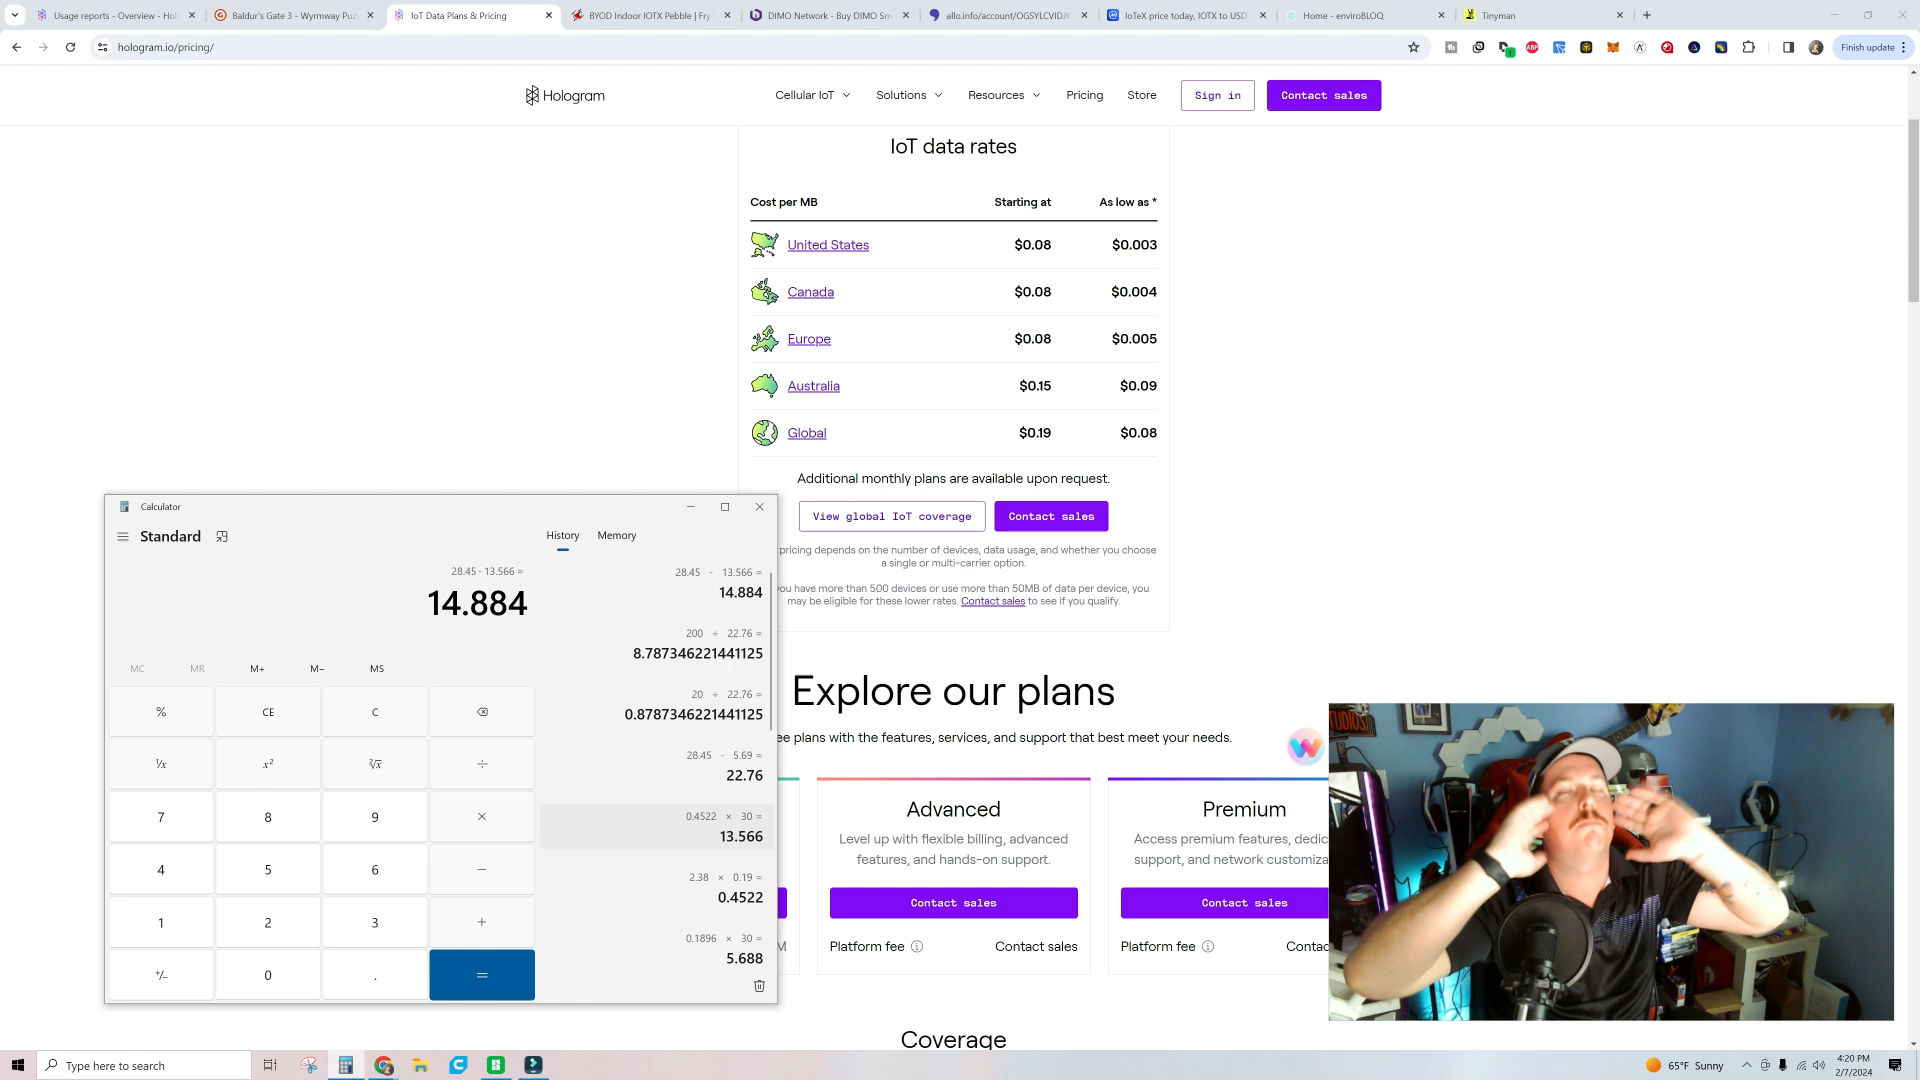 Usage reports - Overview - Hol
Baldur's Gate 3 - Wyrmway Puz
IoT Data Plans & Pricing
BYOD Indoor IOTX Pebble | Fry
DIMO Network - Buy DIMO Sm
allo.info/account/OGSYLCVIDJK
IoTeX price today, IOTX to USD
Home - enviroBLOQ
Tinyman
hologram.io/pricing/
Finish update
Hologram
Cellular IoT
Solutions
Resources
Pricing
Store
Sign in
Contact sales
IoT data rates
Cost per MB Starting at As low as *
United States $0.08 $0.003
Canada $0.08 $0.004
Europe $0.08 $0.005
Australia $0.15 $0.09
Global $0.19 $0.08
Additional monthly plans are available upon request.
View global IoT coverage
Contact sales
pricing depends on the number of devices, data usage, and whether you choose
a single or multi-carrier option.
ou have more than 500 devices or use more than 50MB of data per device, you
may be eligible for these lower rates. Contact sales to see if you qualify.
Explore our plans
ee plans with the features, services, and support that best meet your needs.
Advanced
Level up with flexible billing, advanced
features, and hands-on support.
Contact sales
Platform fee Contact sales
Premium
Access premium features, dedic
support, and network customiza
Contact sales
Platform fee Contac
Coverage
Calculator
Standard
28.45 - 13.566 =
14.884
MC MR M+ M− MS
% CE C
¹/x x² ²√x ÷
7 8 9 ×
4 5 6 −
1 2 3 +
+/− 0 . =
History Memory
28.45 - 13.566 =
14.884
200 ÷ 22.76 =
8.787346221441125
20 ÷ 22.76 =
0.8787346221441125
28.45 - 5.69 =
22.76
0.4522 × 30 =
13.566
2.38 × 0.19 =
0.4522
0.1896 × 30 =
5.688
M
Type here to search
65°F Sunny
4:20 PM
2/7/2024